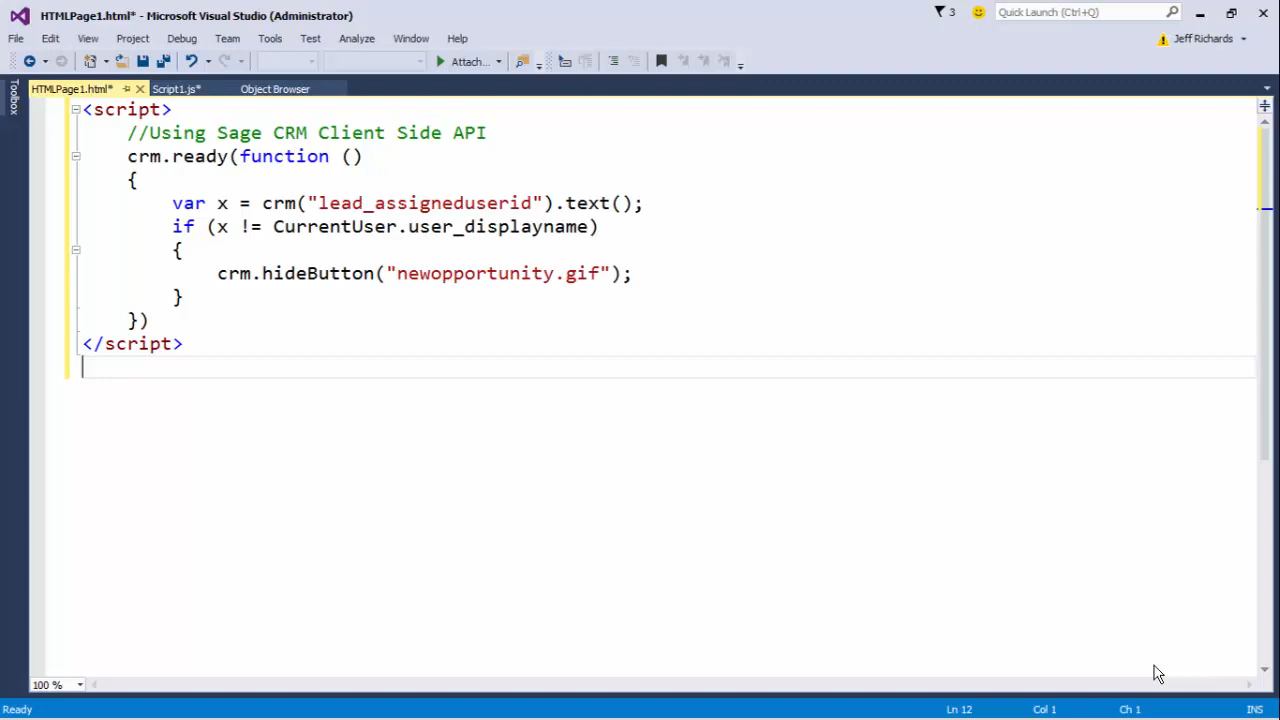 HTMLPage1.html* - Microsoft Visual Studio (Administrator)
3
Quick Launch (Ctrl+Q)
File Edit View Project Debug Team Tools Test Analyze Window Help
Jeff Richards
Attach...
HTMLPage1.html* Script1.js* Object Browser
Toolbox
<script>
//Using Sage CRM Client Side API
crm.ready(function ()
{
var x = crm("lead_assigneduserid").text();
if (x != CurrentUser.user_displayname)
{
crm.hideButton("newopportunity.gif");
}
})
</script>
100 %
Ready Ln 12 Col 1 Ch 1 INS